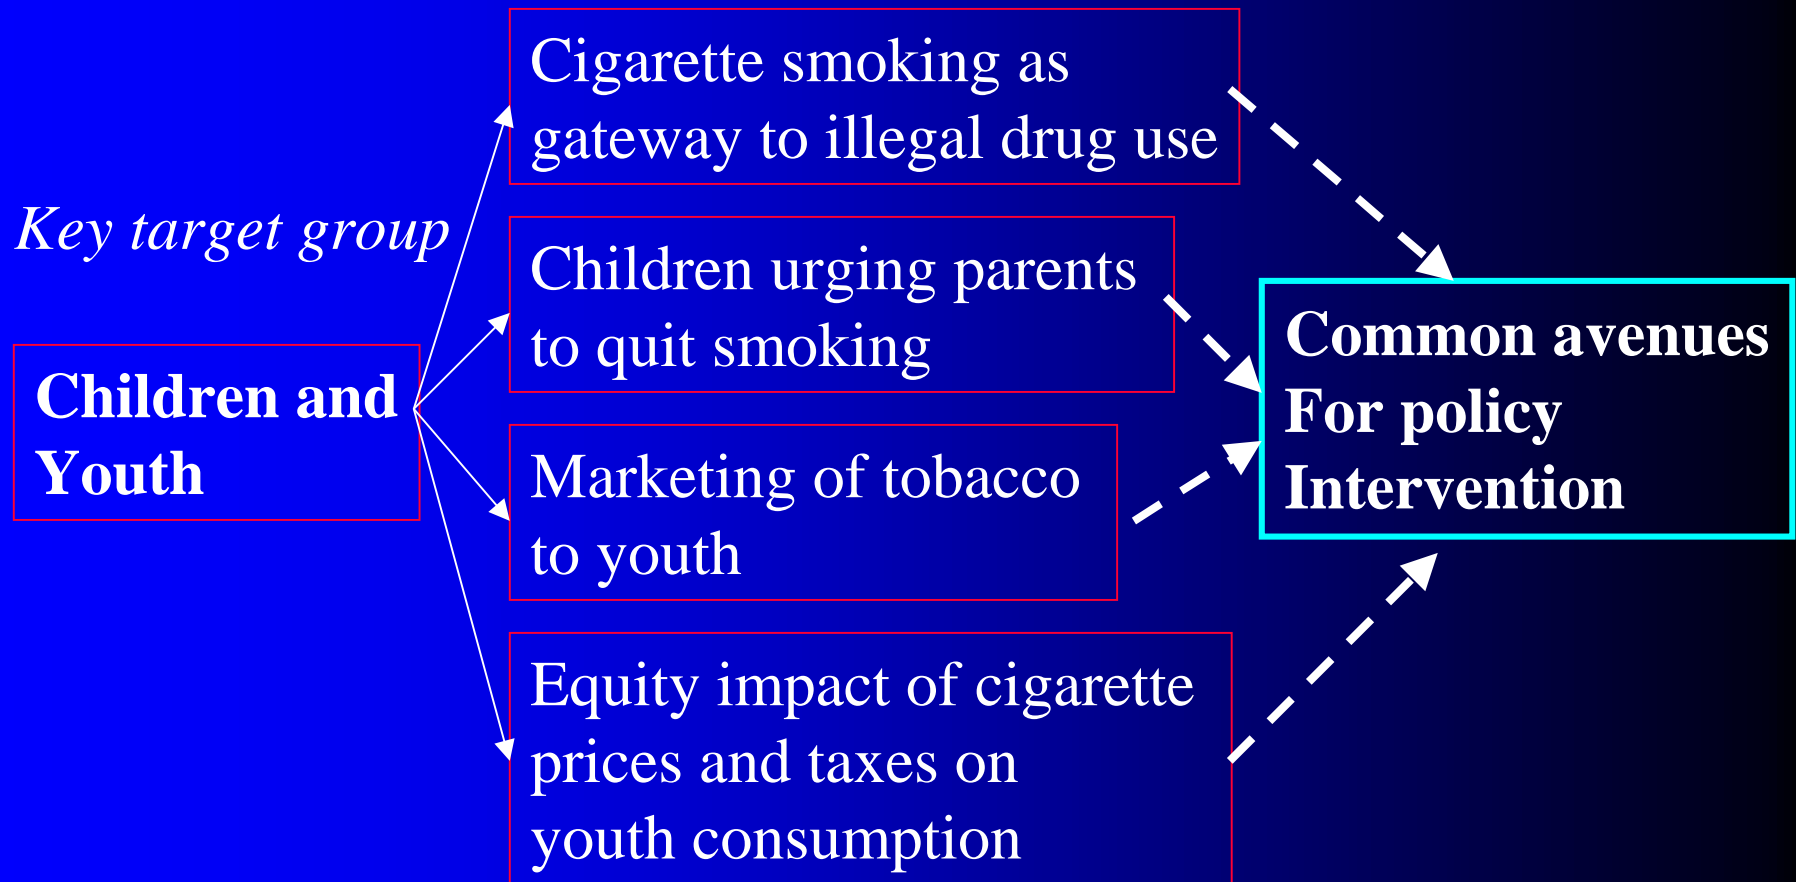 Key target group
Children and
Youth
Cigarette smoking as
gateway to illegal drug use
Children urging parents
to quit smoking
Marketing of tobacco
to youth
Equity impact of cigarette
prices and taxes on
youth consumption
Common avenues
For policy
Intervention